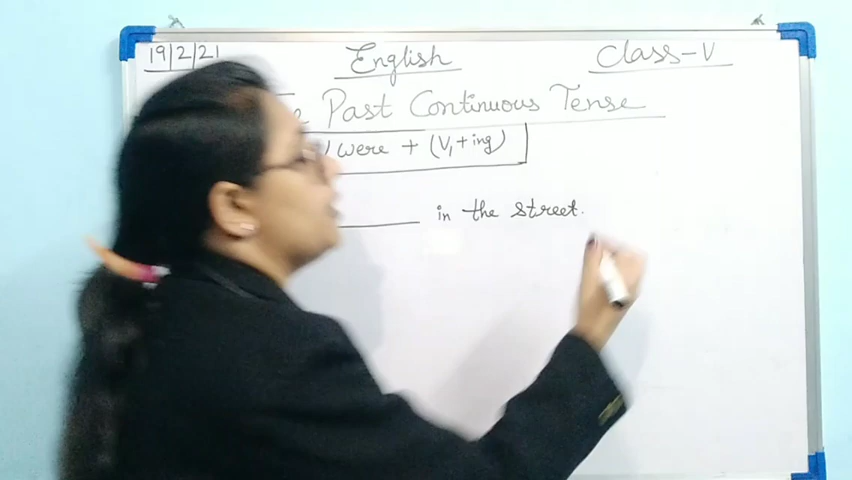 19/2/21 English Class-V
Past Continuous Tense
were + (V₁ + ing)
in the street.